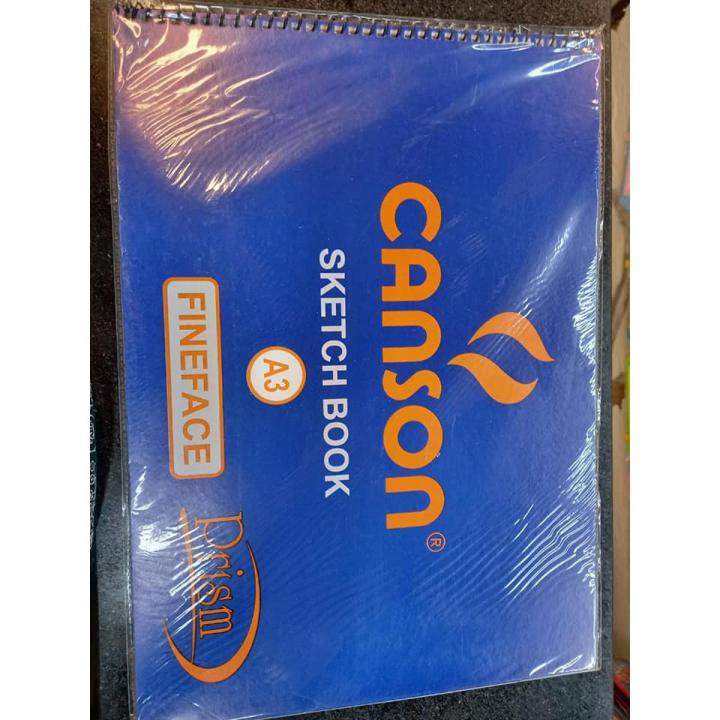 CANSON®
SKETCH BOOK
A3
FINEFACE
Prism